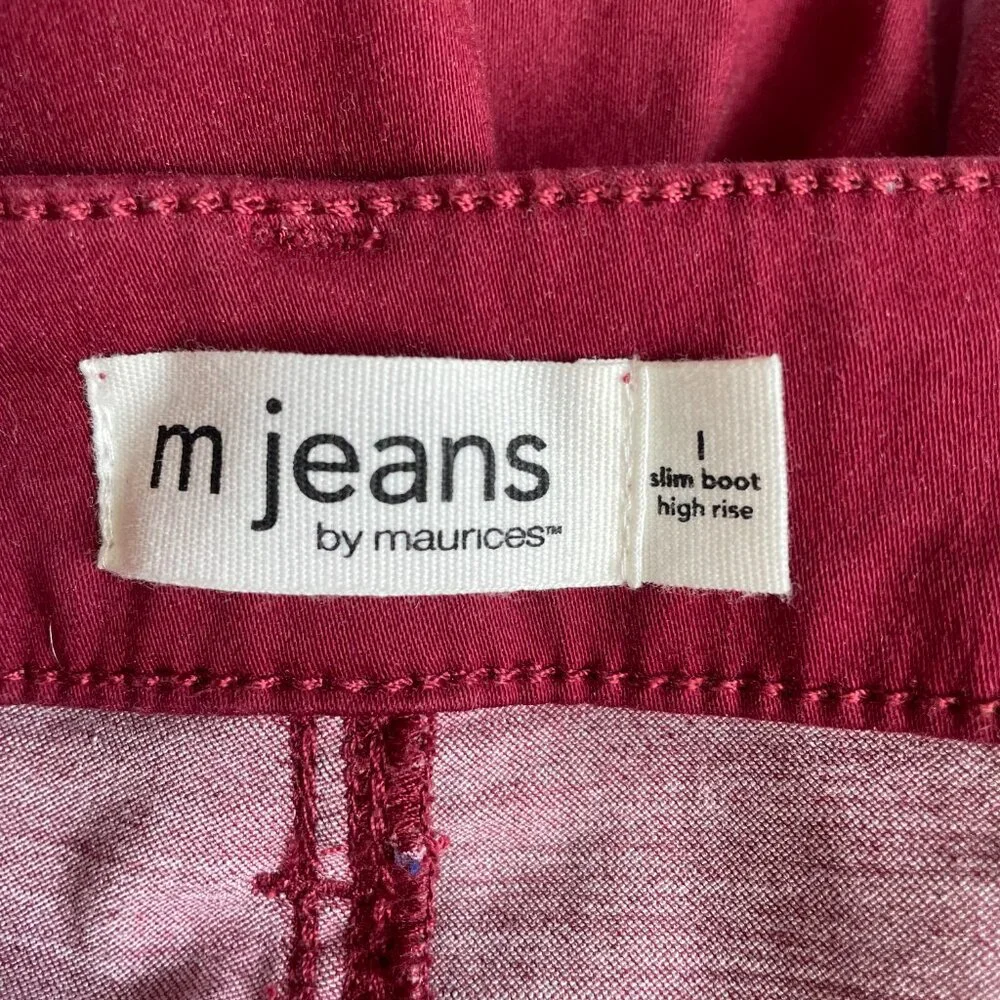 m jeans
by maurices™
1
slim boot
high rise